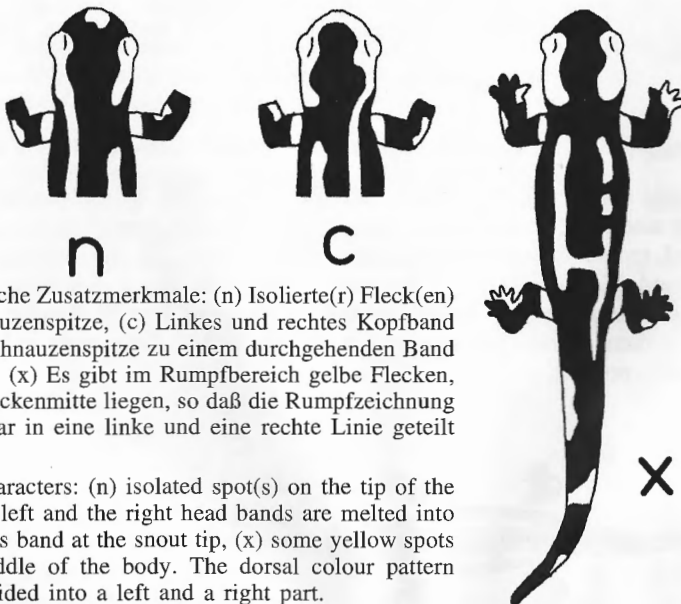 n
c
che Zusatzmerkmale: (n) Isolierte(r) Fleck(en)
uzenspitze, (c) Linkes und rechtes Kopfband
hnauzenspitze zu einem durchgehenden Band
(x) Es gibt im Rumpfbereich gelbe Flecken,
ckenmitte liegen, so daß die Rumpfzeichnung
ar in eine linke und eine rechte Linie geteilt
x
aracters: (n) isolated spot(s) on the tip of the
left and the right head bands are melted into
s band at the snout tip, (x) some yellow spots
ddle of the body. The dorsal colour pattern
ided into a left and a right part.